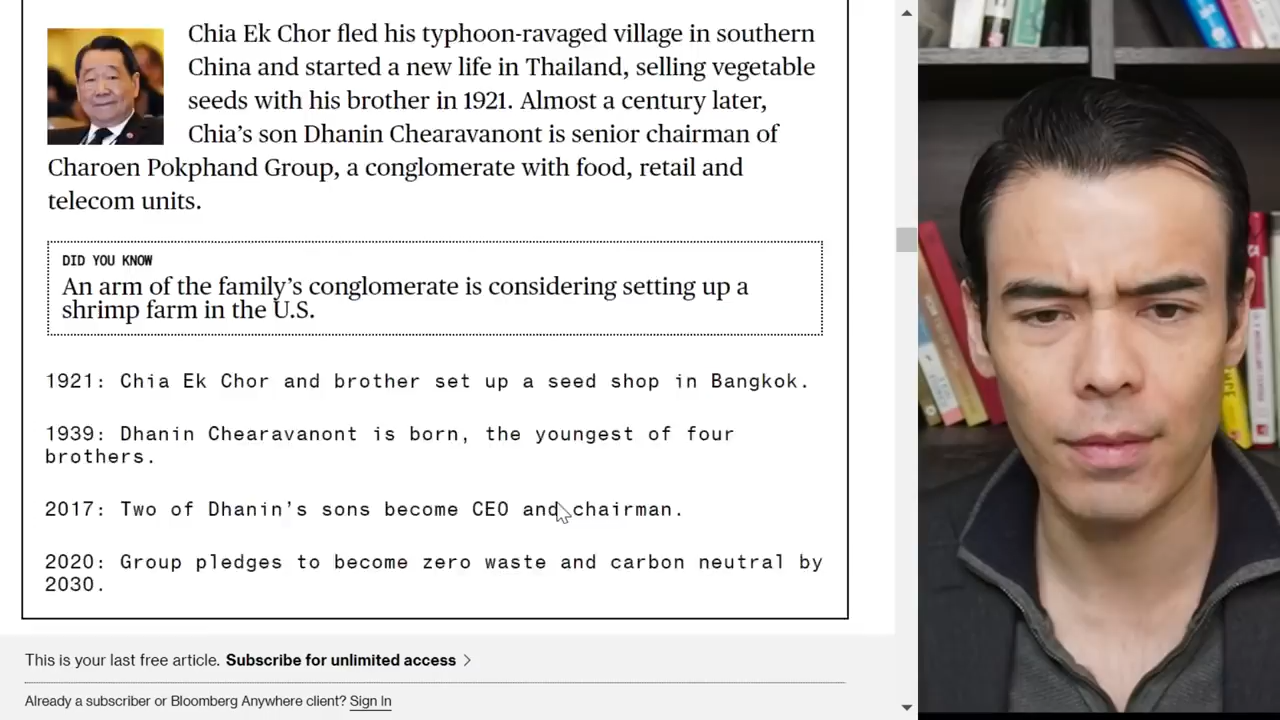 Chia Ek Chor fled his typhoon-ravaged village in southern
China and started a new life in Thailand, selling vegetable
seeds with his brother in 1921. Almost a century later,
Chia’s son Dhanin Chearavanont is senior chairman of
Charoen Pokphand Group, a conglomerate with food, retail and
telecom units.
DID YOU KNOW
An arm of the family’s conglomerate is considering setting up a
shrimp farm in the U.S.
1921: Chia Ek Chor and brother set up a seed shop in Bangkok.
1939: Dhanin Chearavanont is born, the youngest of four
brothers.
2017: Two of Dhanin’s sons become CEO and chairman.
2020: Group pledges to become zero waste and carbon neutral by
2030.
This is your last free article. Subscribe for unlimited access
Already a subscriber or Bloomberg Anywhere client? Sign In